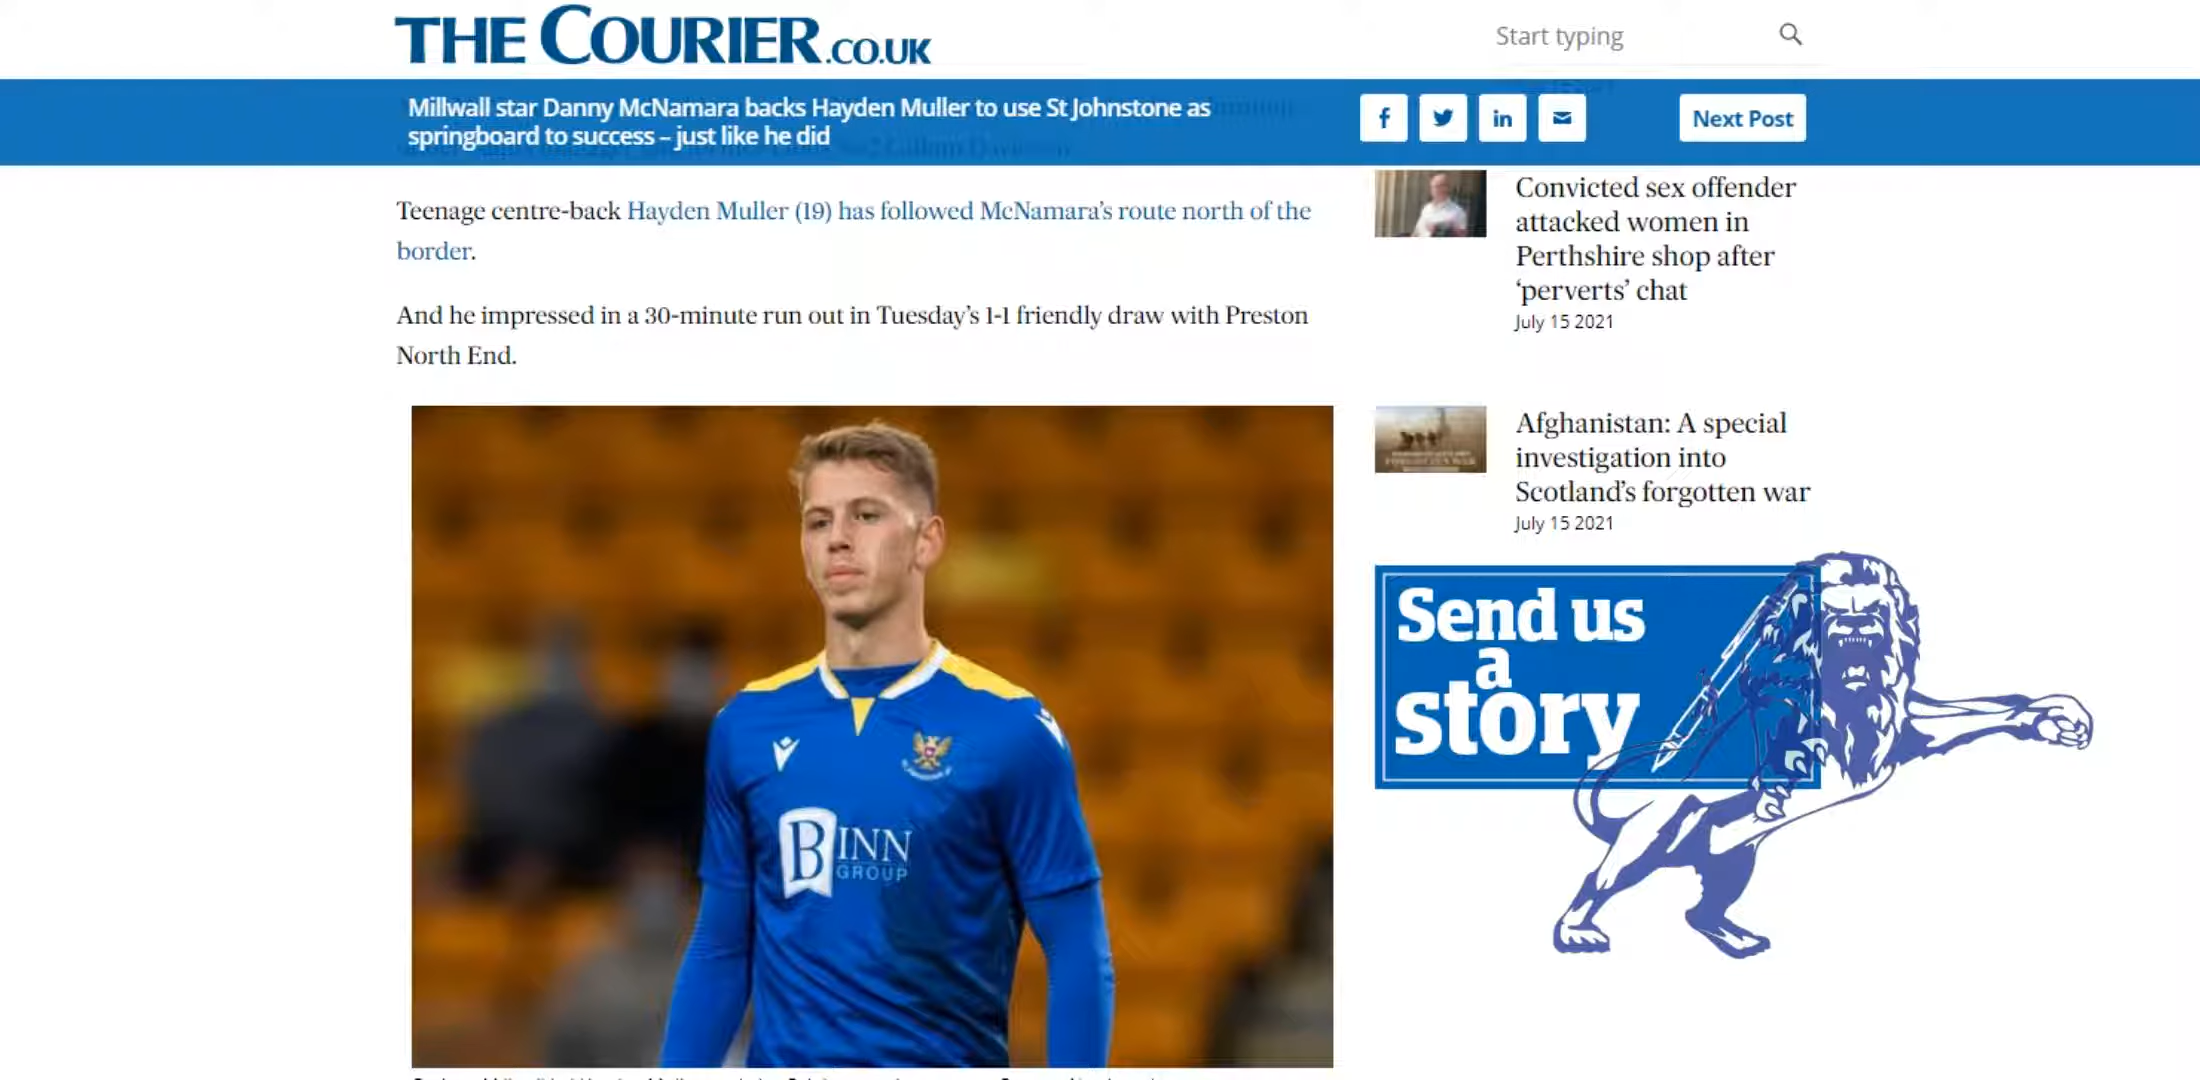 THE COURIER.CO.UK
Start typing
Millwall star Danny McNamara backs Hayden Muller to use St Johnstone as
springboard to success – just like he did
Next Post
Teenage centre-back Hayden Muller (19) has followed McNamara's route north of the
border.
And he impressed in a 30-minute run out in Tuesday's 1-1 friendly draw with Preston
North End.
BINN
GROUP
Convicted sex offender
attacked women in
Perthshire shop after
‘perverts’ chat
July 15 2021
Afghanistan: A special
investigation into
Scotland's forgotten war
July 15 2021
Send us
a
story